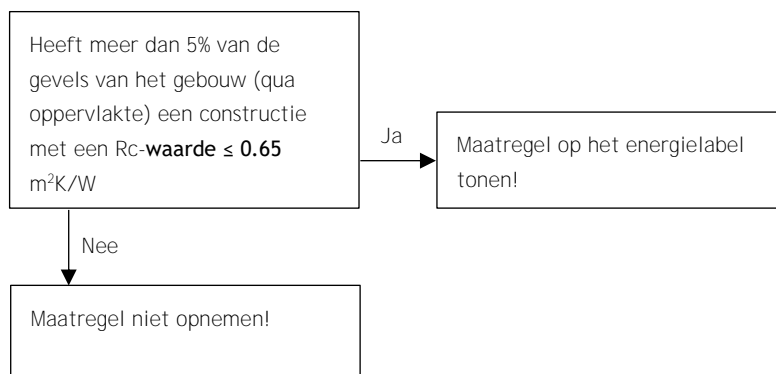 Heeft meer dan 5% van de
gevels van het gebouw (qua
oppervlakte) een constructie
met een Rc-waarde ≤ 0.65
m²K/W
Ja
Maatregel op het energielabel
tonen!
Nee
Maatregel niet opnemen!